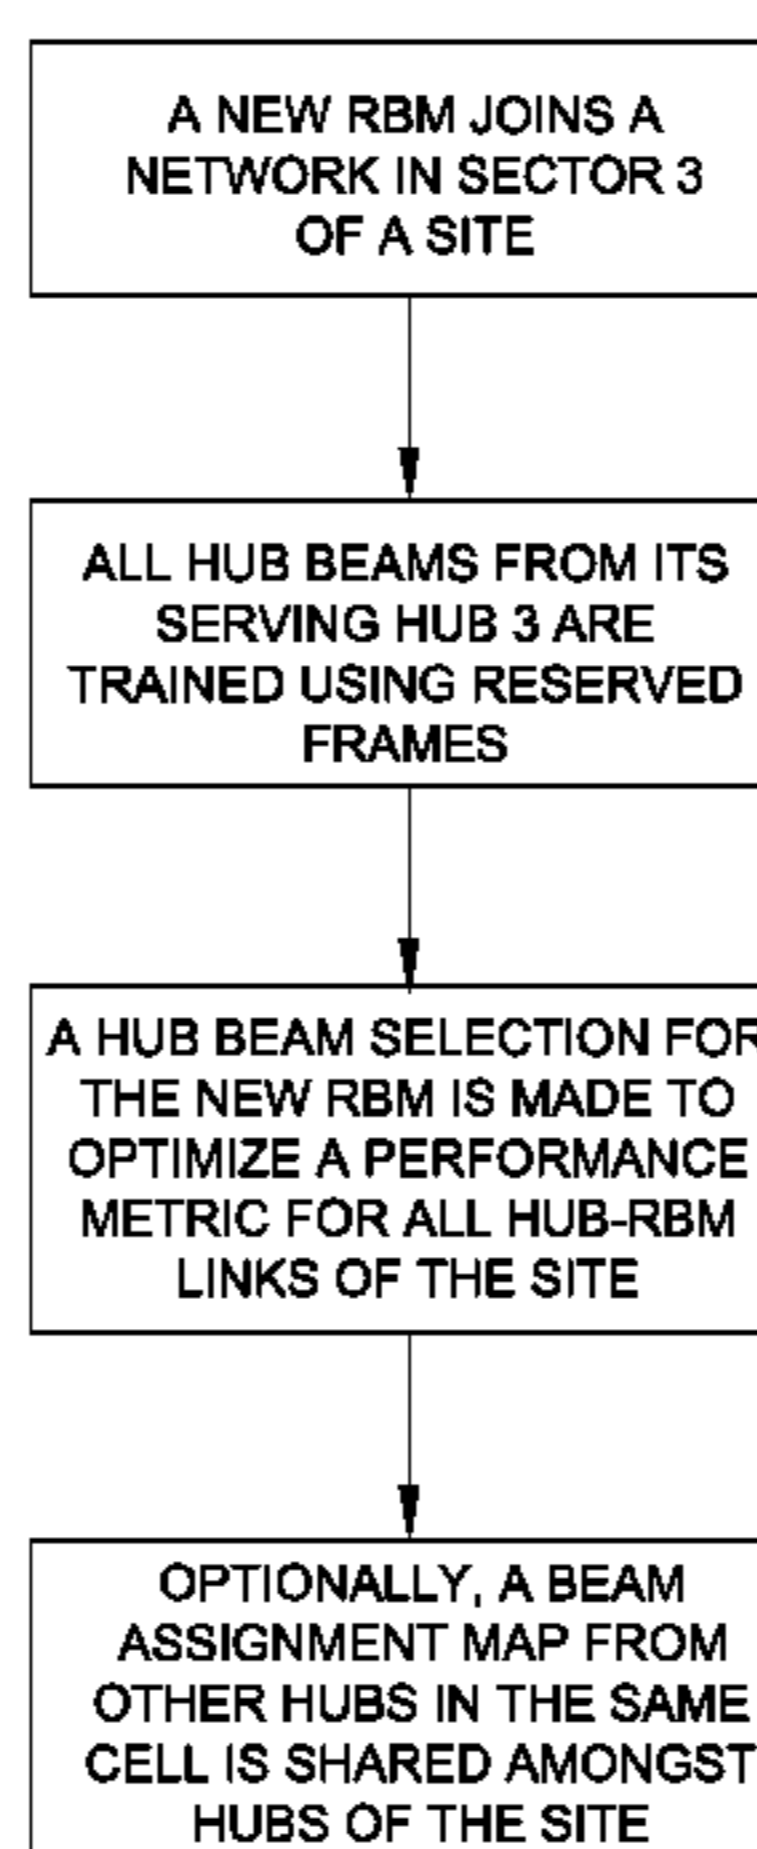 A NEW RBM JOINS A
NETWORK IN SECTOR 3
OF A SITE
ALL HUB BEAMS FROM ITS
SERVING HUB 3 ARE
TRAINED USING RESERVED
FRAMES
A HUB BEAM SELECTION FOR
THE NEW RBM IS MADE TO
OPTIMIZE A PERFORMANCE
METRIC FOR ALL HUB-RBM
LINKS OF THE SITE
OPTIONALLY, A BEAM
ASSIGNMENT MAP FROM
OTHER HUBS IN THE SAME
CELL IS SHARED AMONGST
HUBS OF THE SITE